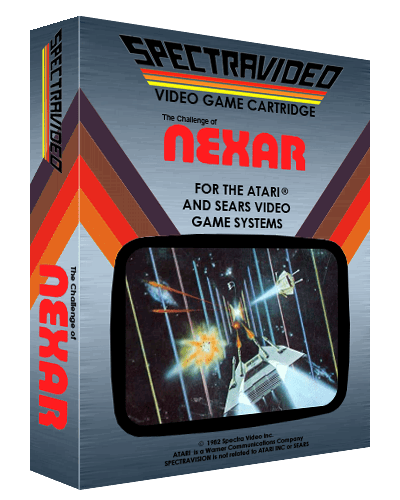 SPECTRAVIDEO
VIDEO GAME CARTRIDGE
The Challenge of
NEXAR
FOR THE ATARI®
AND SEARS VIDEO
GAME SYSTEMS
© 1982 Spectra Video Inc.
ATARI is a Warner Communications Company
SPECTRAVISION is not related to ATARI INC or SEARS
SPECTRAVIDEO
The Challenge of
NEXAR